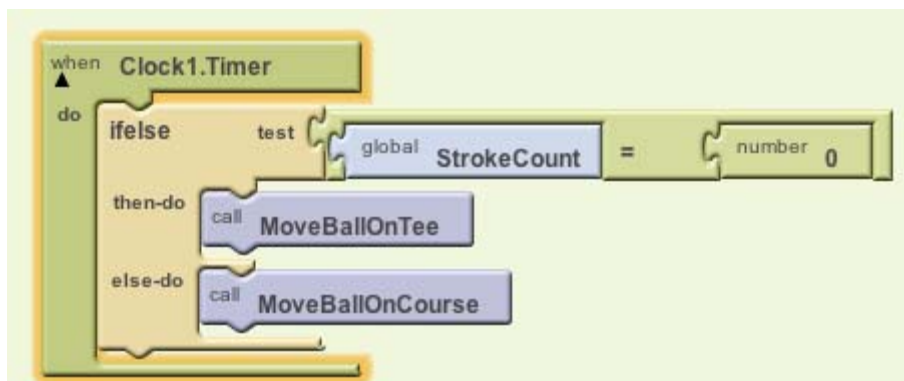 when Clock1.Timer
do ifelse test global StrokeCount = number 0
then-do call MoveBallOnTee
else-do call MoveBallOnCourse